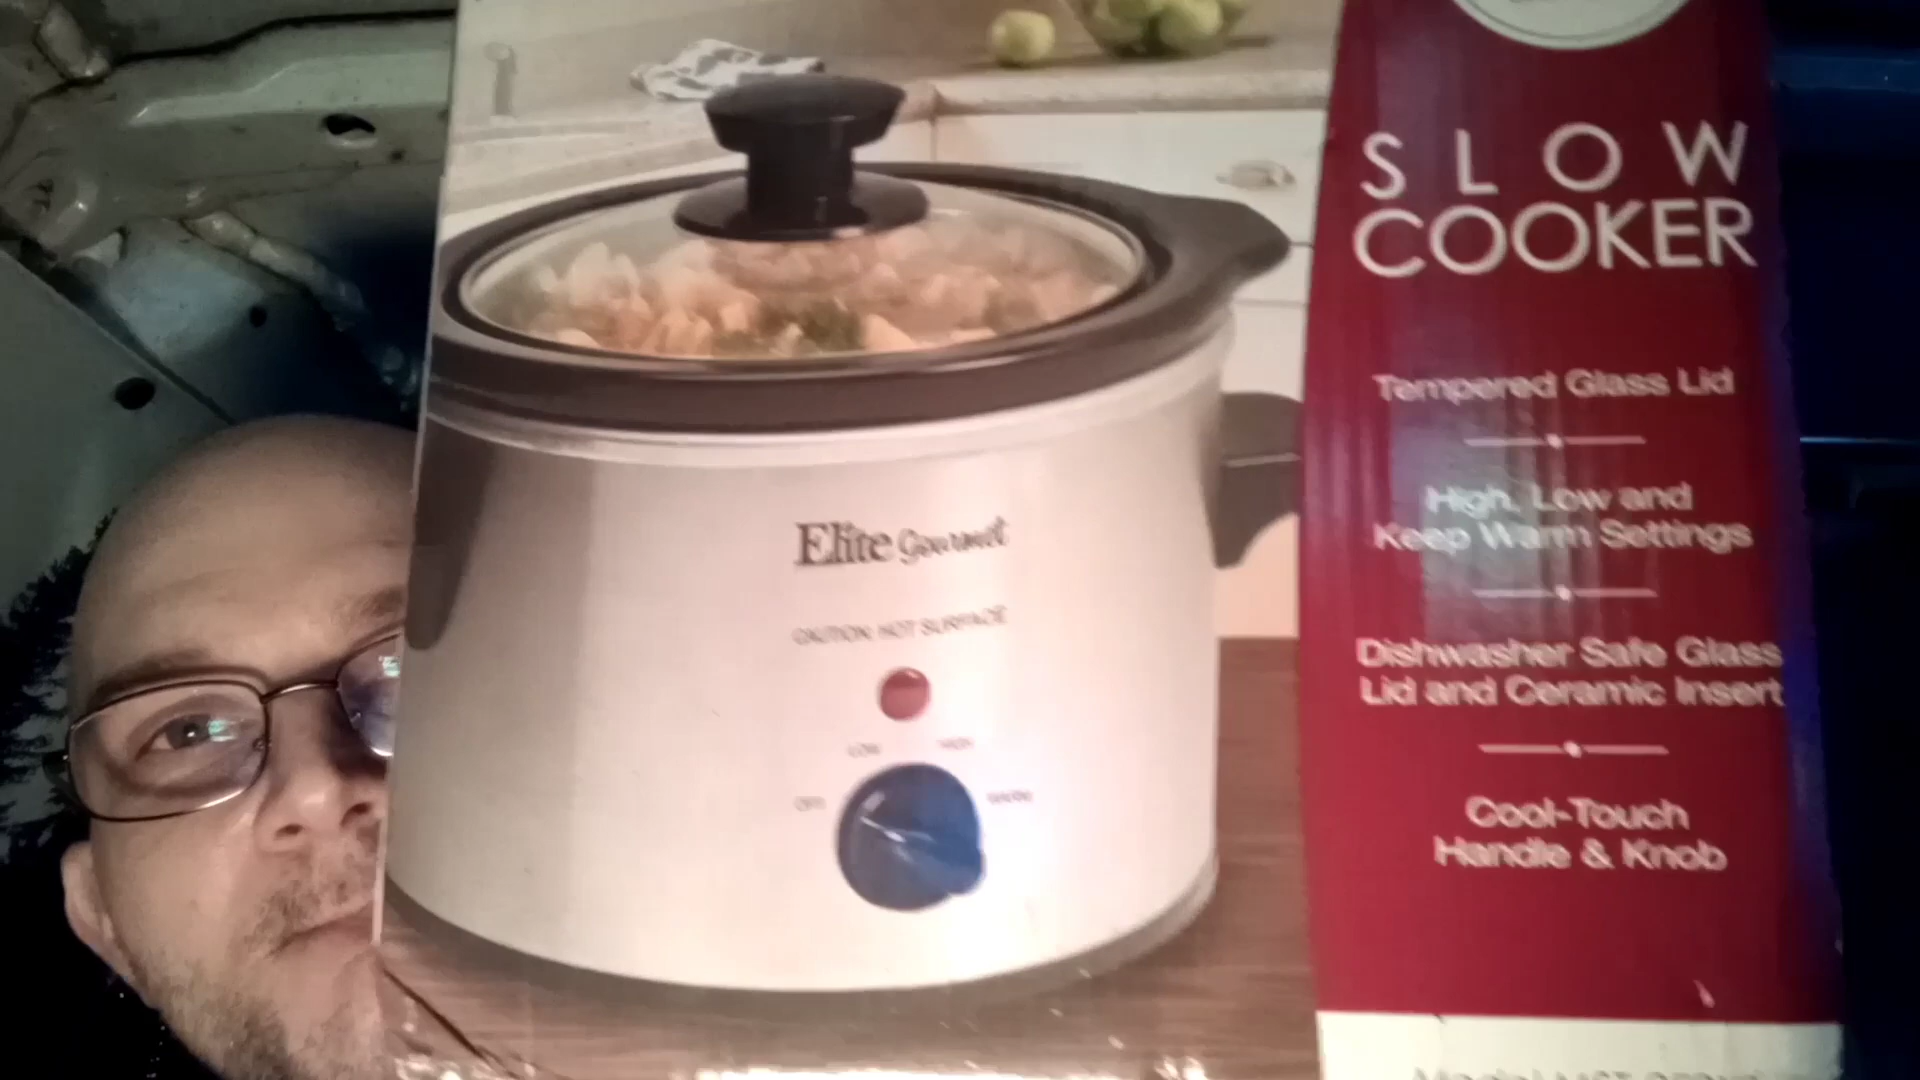 SLOW
COOKER
Tempered Glass Lid
High, Low and
Keep Warm Settings
Dishwasher Safe Glass
Lid and Ceramic Insert
Cool-Touch
Handle & Knob
Elite Gourmet
CAUTION HOT SURFACE
LOW HIGH
OFF WARM
Model